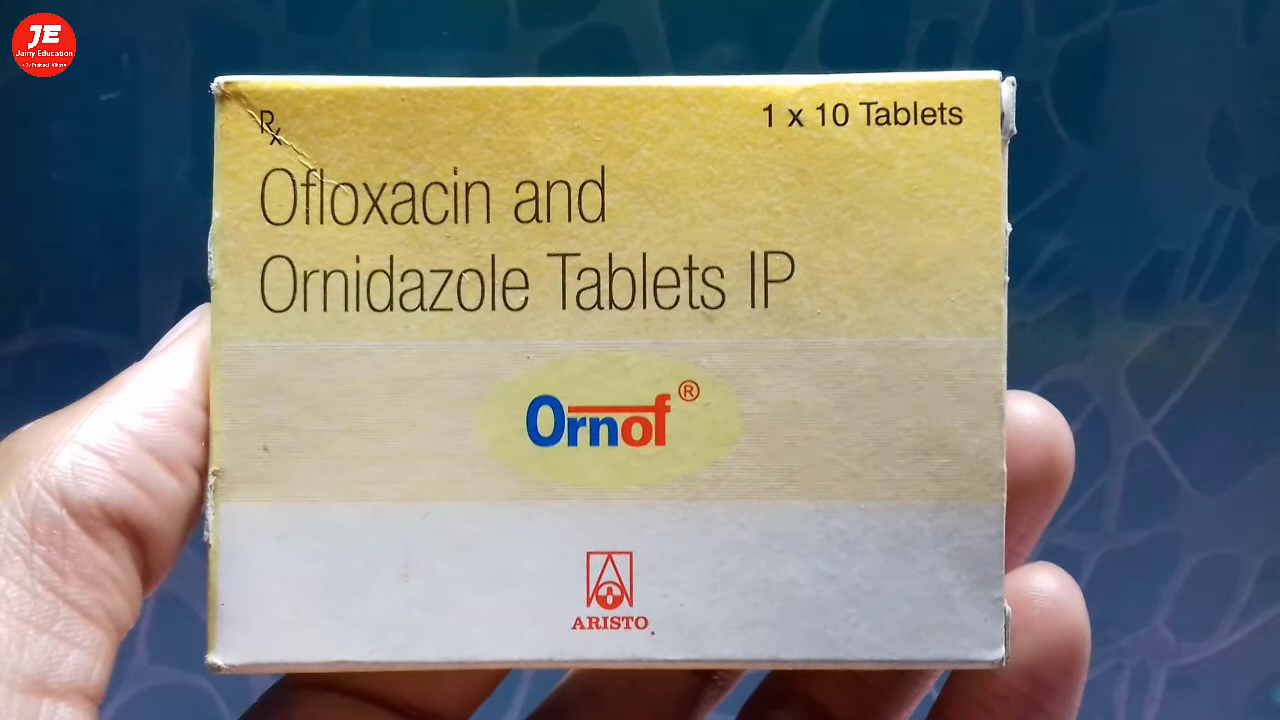 JE
Jainy Education
Rx
1 x 10 Tablets
Ofloxacin and
Ornidazole Tablets IP
Ornof®
ARISTO